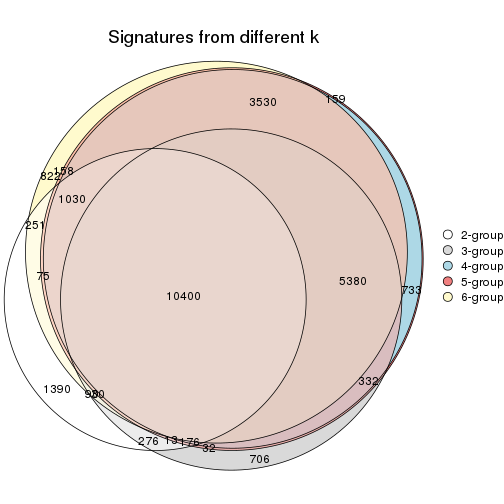 Signatures from different k
3530
159
158
822
1030
251
2-group
3-group
4-group
5-group
6-group
75
5380
733
10400
332
1390
276
13
176
32
706